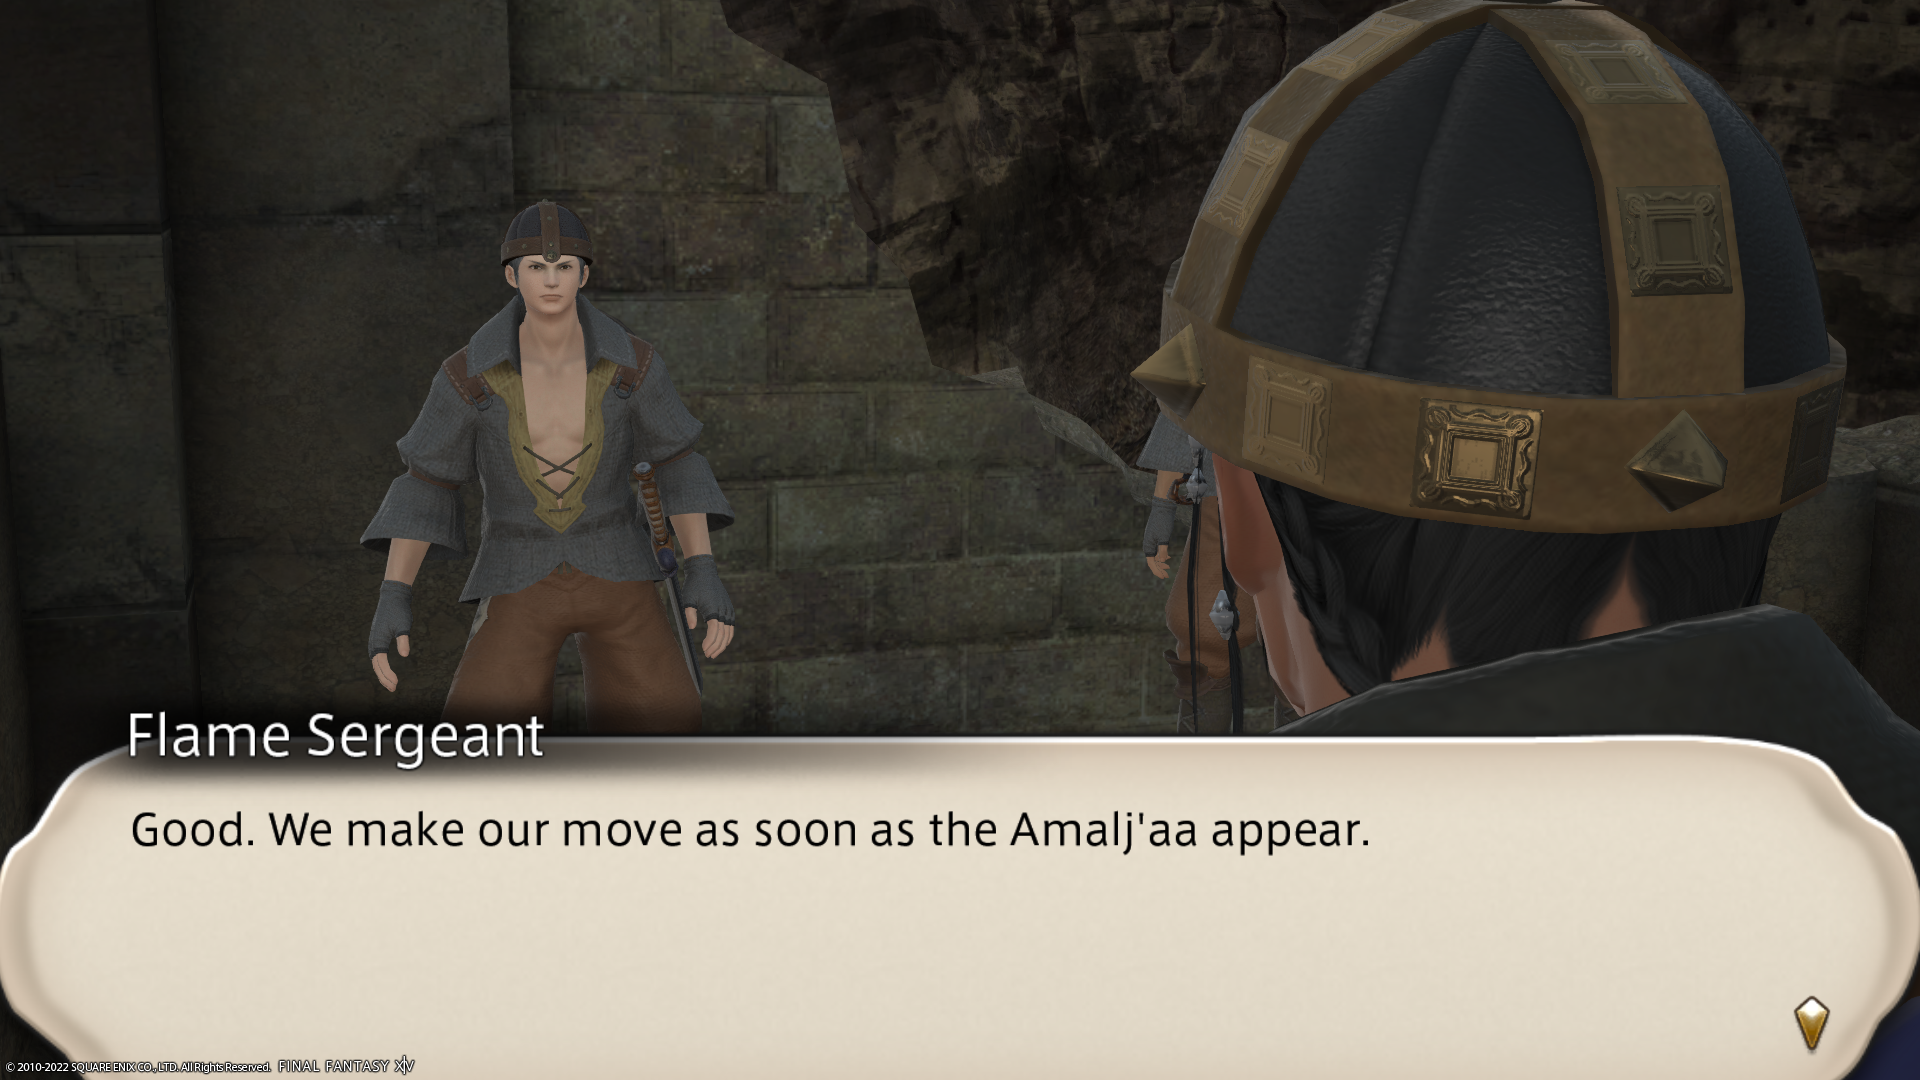 Flame Sergeant
Good. We make our move as soon as the Amalj'aa appear.
© 2010-2022 SQUARE ENIX CO., LTD. All Rights Reserved. FINAL FANTASY XIV